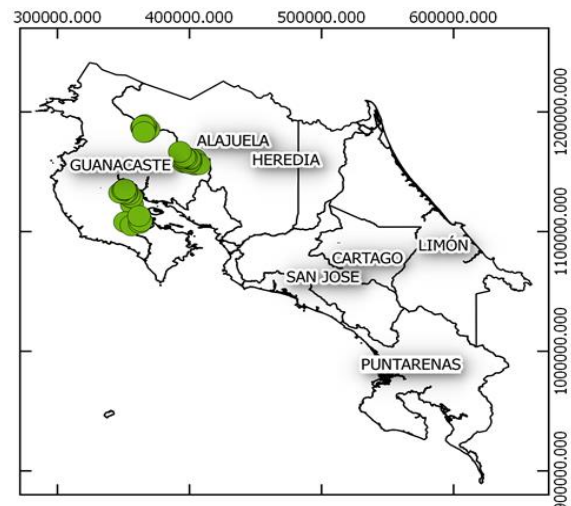 300000.000 400000.000 500000.000 600000.000
1200000.000
ALAJUELA
GUANACASTE
HEREDIA
1100000.000
LIMÓN
CARTAGO
SAN JOSE
1000000.000
PUNTARENAS
900000.000